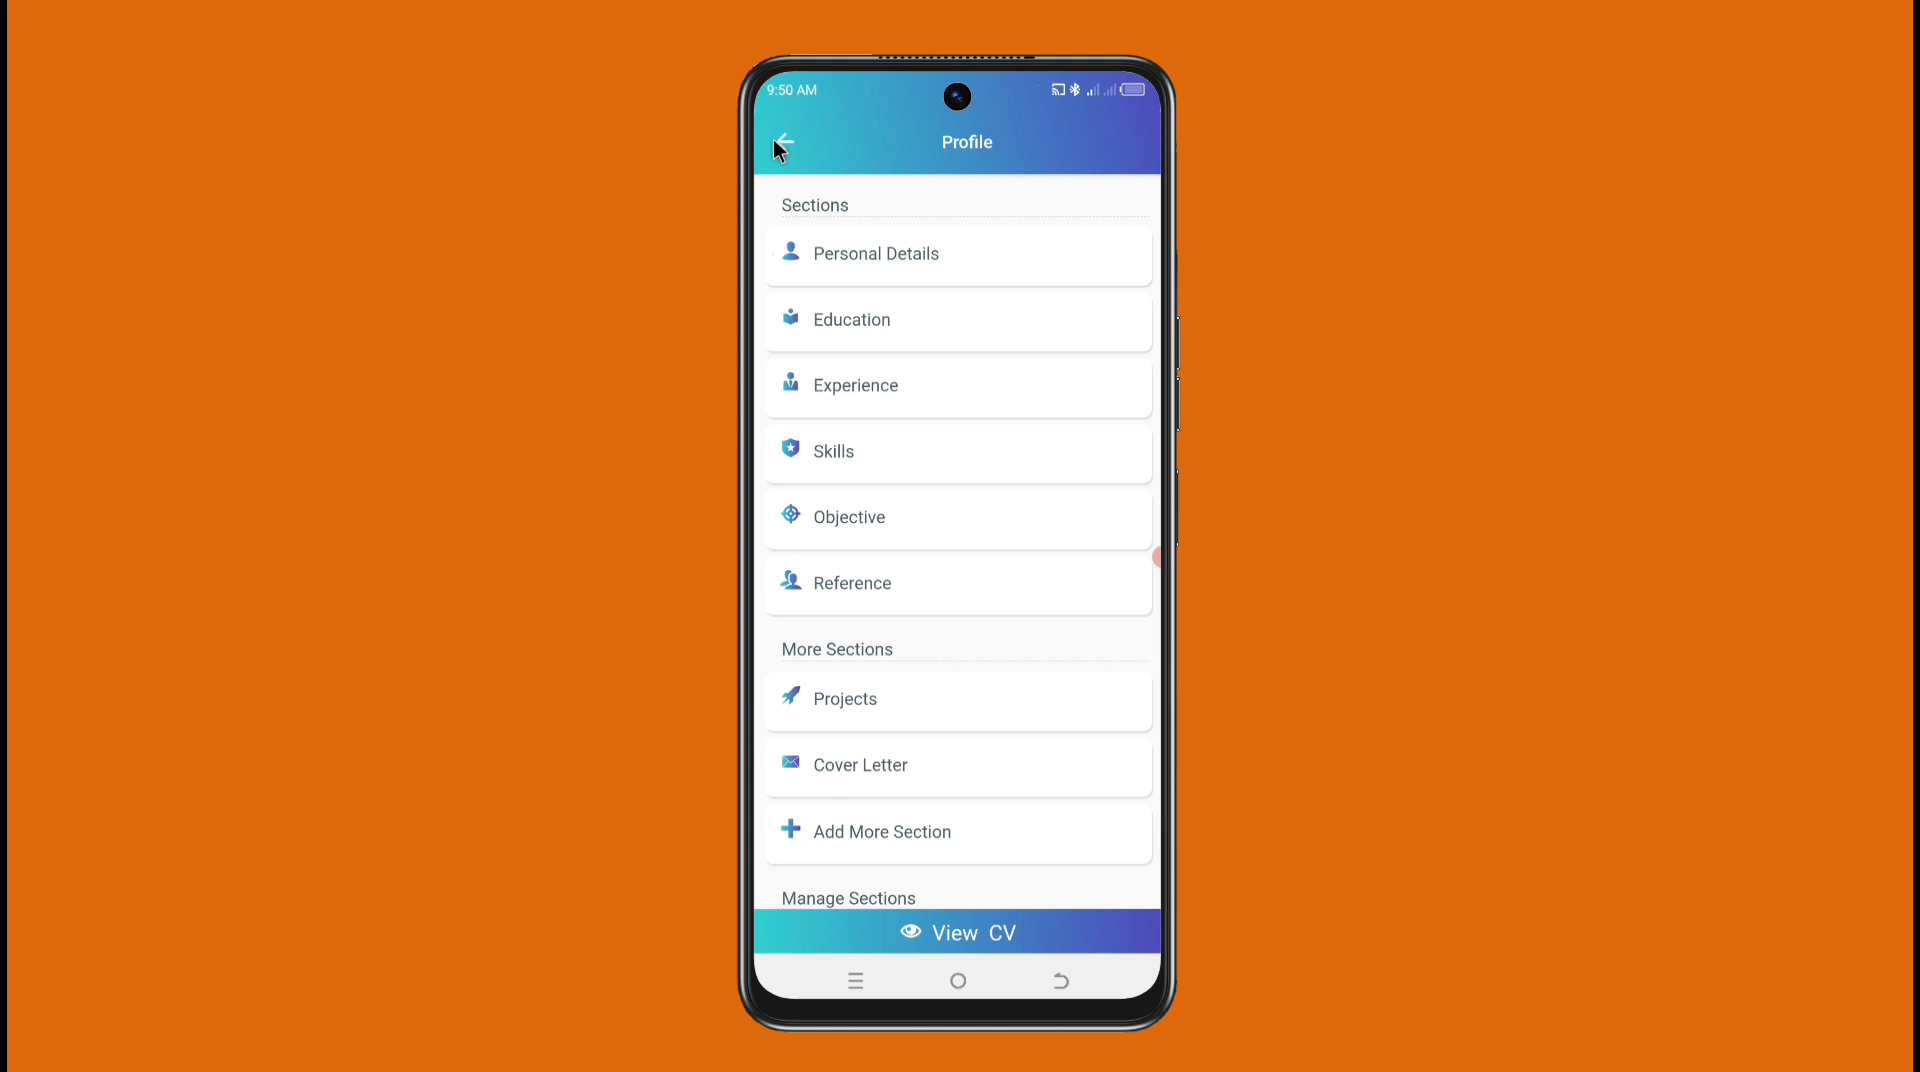 9:50 AM
Profile
Sections
Personal Details
Education
Experience
Skills
Objective
Reference
More Sections
Projects
Cover Letter
Add More Section
Manage Sections
View CV